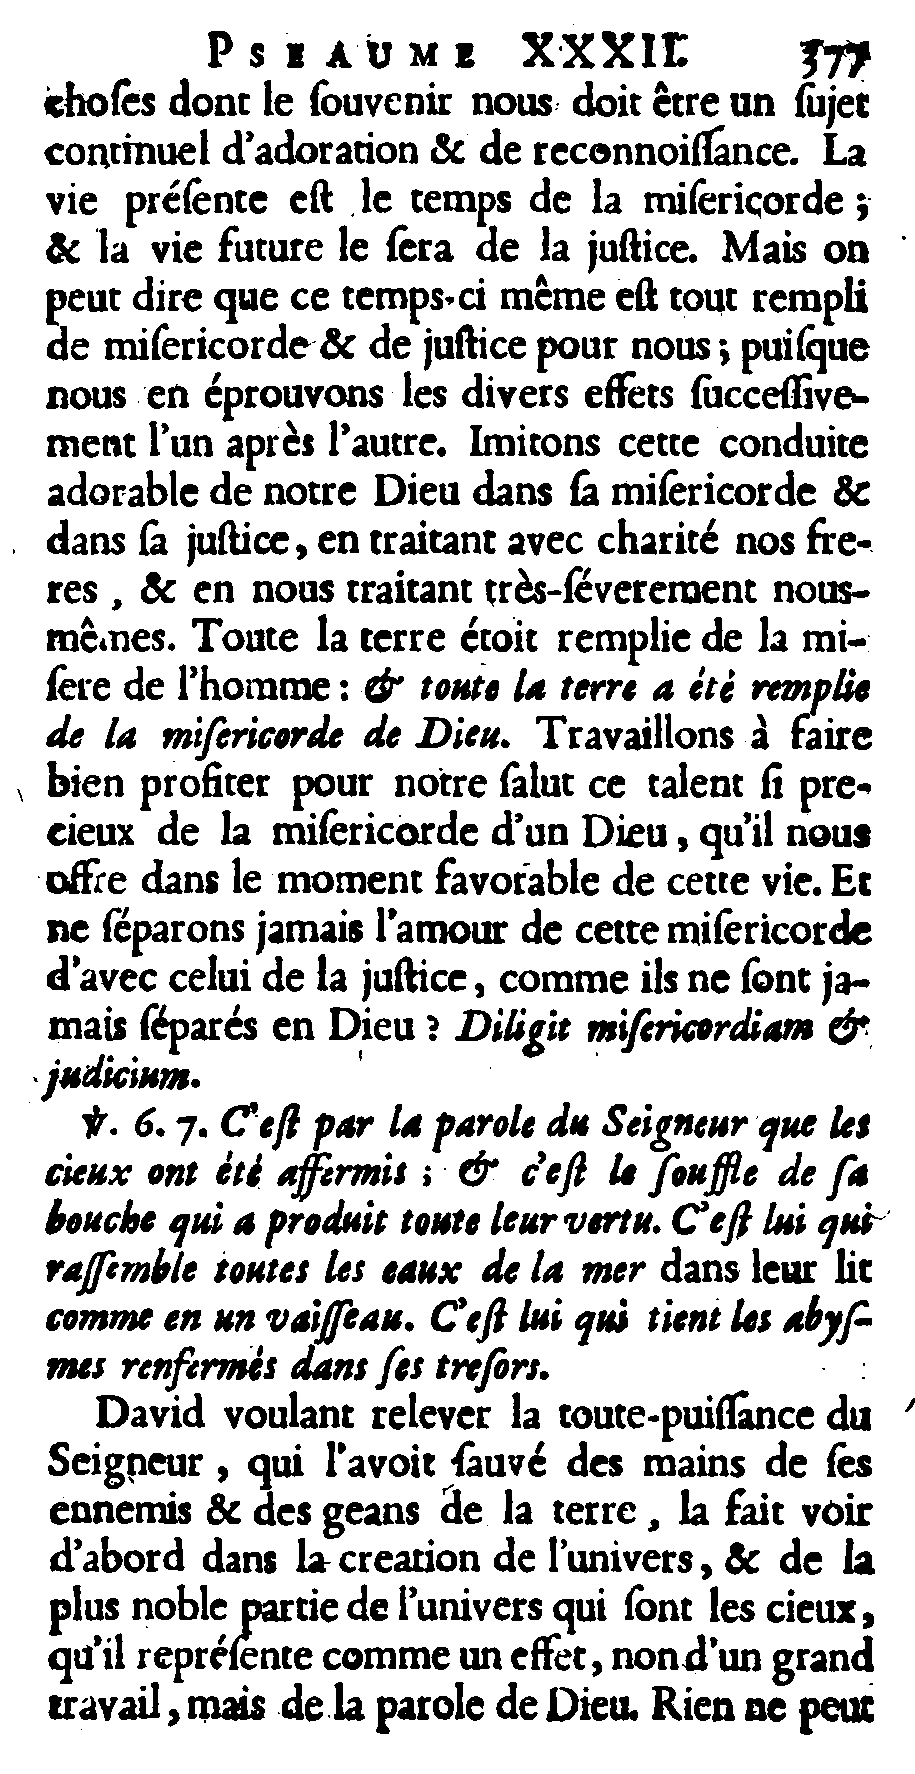 PSEAUME XXXII. 377
choſes dont le ſouvenir nous doit être un ſujet
continuel d'adoration & de reconnoiſſance. La
vie préſente eſt le temps de la miſericorde ;
& la vie future le ſera de la juſtice. Mais on
peut dire que ce temps-ci même eſt tout rempli
de miſericorde & de juſtice pour nous ; puiſque
nous en éprouvons les divers effets ſucceſſive-
ment l'un après l'autre. Imitons cette conduite
adorable de notre Dieu dans ſa miſericorde &
dans ſa juſtice, en traitant avec charité nos fre-
res , & en nous traitant très-ſéverement nous-
mêmes. Toute la terre étoit remplie de la mi-
ſere de l'homme : & toute la terre a été remplie
de la miſericorde de Dieu. Travaillons à faire
bien profiter pour notre ſalut ce talent ſi pre-
cieux de la miſericorde d'un Dieu , qu'il nous
offre dans le moment favorable de cette vie. Et
ne ſéparons jamais l'amour de cette miſericorde
d'avec celui de la juſtice, comme ils ne ſont ja-
mais ſéparés en Dieu ? Diligit miſericordiam &
judicium.
℣. 6. 7. C'eſt par la parole du Seigneur que les
cieux ont été affermis ; & c'eſt le ſouffle de ſa
bouche qui a produit toute leur vertu. C'eſt lui qui
raſſemble toutes les eaux de la mer dans leur lit
comme en un vaiſſeau. C'eſt lui qui tient les abyſ-
mes renfermés dans ſes treſors.
David voulant relever la toute-puiſſance du
Seigneur , qui l'avoit ſauvé des mains de ſes
ennemis & des geans de la terre , la fait voir
d'abord dans la creation de l'univers, & de la
plus noble partie de l'univers qui ſont les cieux,
qu'il repréſente comme un effet, non d'un grand
travail, mais de la parole de Dieu. Rien ne peut